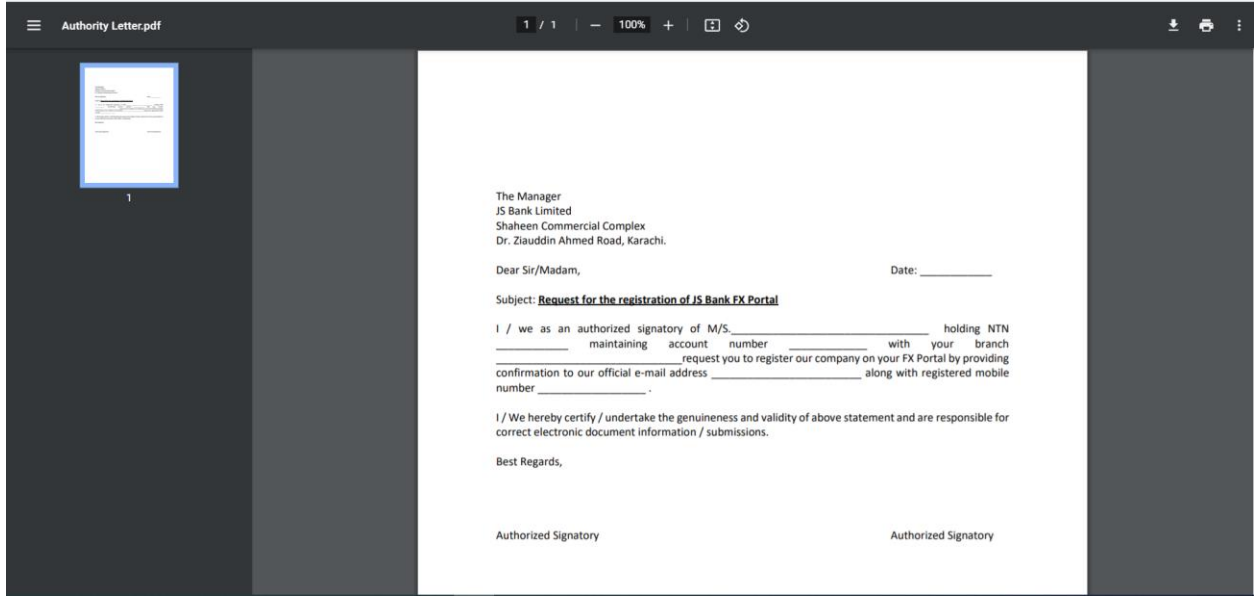 Authority Letter.pdf
1 / 1
100%
1
The Manager
JS Bank Limited
Shaheen Commercial Complex
Dr. Ziauddin Ahmed Road, Karachi.
Dear Sir/Madam, Date: ____________
Subject: Request for the registration of JS Bank FX Portal
I / we as an authorized signatory of M/S._________________________________ holding NTN
____________ maintaining account number _____________ with your branch
_______________________________request you to register our company on your FX Portal by providing
confirmation to our official e-mail address _________________________ along with registered mobile
number __________________ .
I / We hereby certify / undertake the genuineness and validity of above statement and are responsible for
correct electronic document information / submissions.
Best Regards,
Authorized Signatory Authorized Signatory